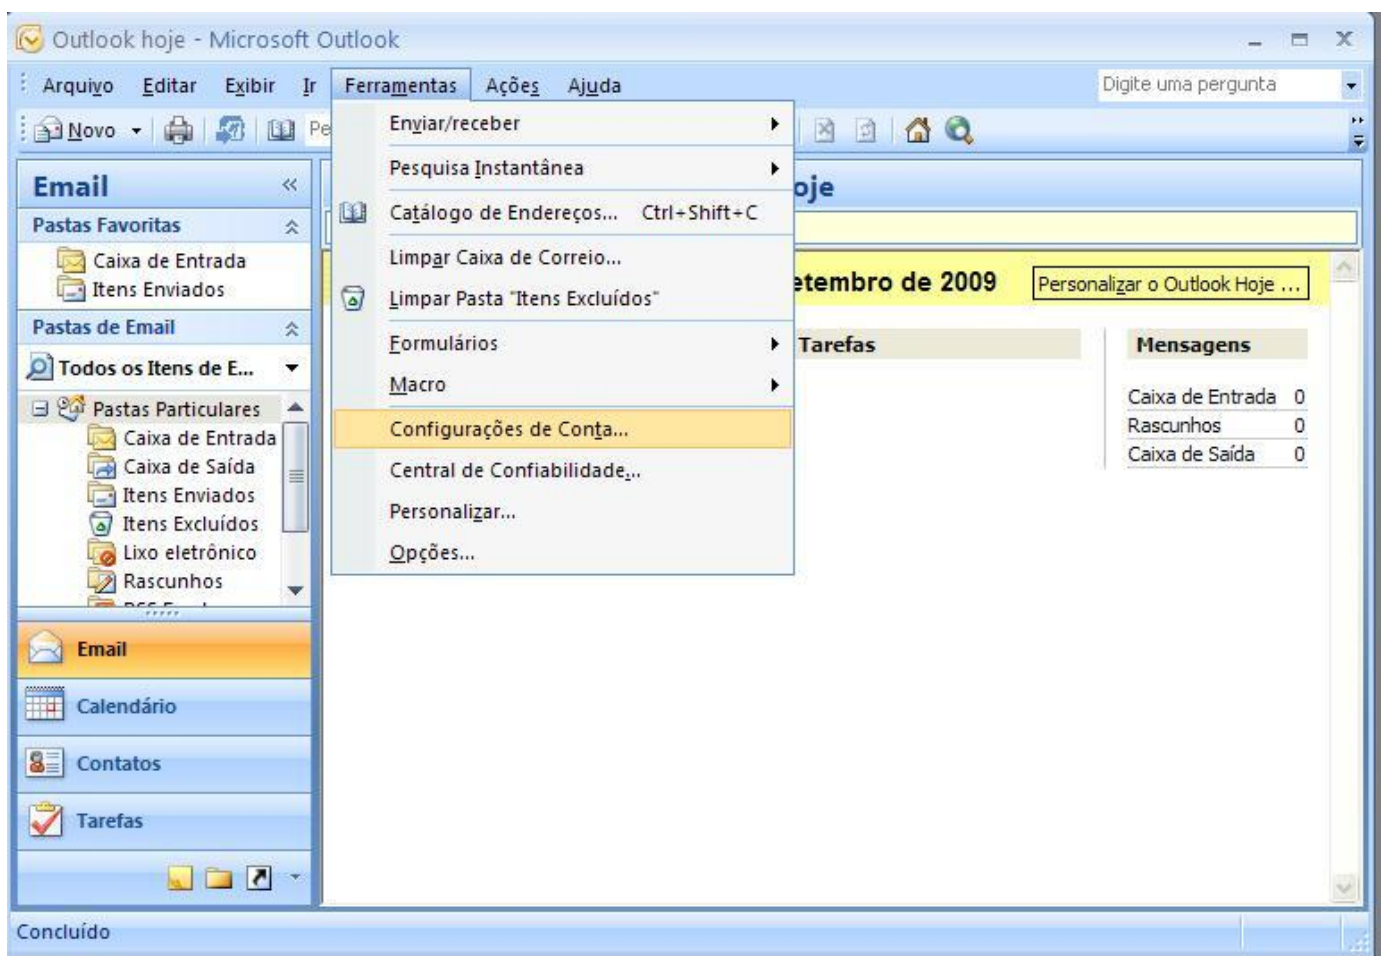 Outlook hoje - Microsoft Outlook
Arquivo Editar Exibir Ir Ferramentas Ações Ajuda Digite uma pergunta
Novo Pe
Email
Pastas Favoritas
Caixa de Entrada
Itens Enviados
Pastas de Email
Todos os Itens de E...
Pastas Particulares
Caixa de Entrada
Caixa de Saída
Itens Enviados
Itens Excluídos
Lixo eletrônico
Rascunhos
Email
Calendário
Contatos
Tarefas
Enviar/receber
Pesquisa Instantânea
Catálogo de Endereços... Ctrl+Shift+C
Limpar Caixa de Correio...
Limpar Pasta "Itens Excluídos"
Formulários
Macro
Configurações de Conta...
Central de Confiabilidade...
Personalizar...
Opções...
oje
etembro de 2009 Personalizar o Outlook Hoje ...
Tarefas
Mensagens
Caixa de Entrada 0
Rascunhos 0
Caixa de Saída 0
Concluído